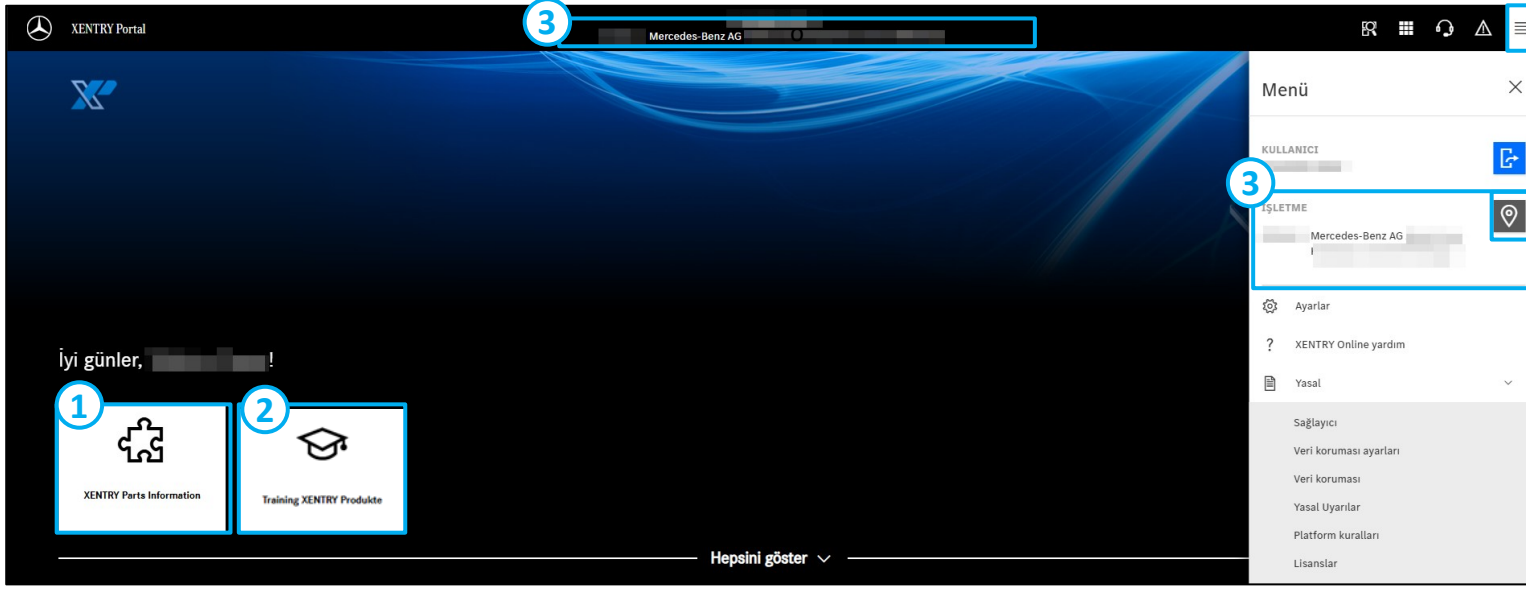 XENTRY Portal
3
Mercedes-Benz AG
Menü
KULLANICI
3
İŞLETME
Mercedes-Benz AG
Ayarlar
? XENTRY Online yardım
Yasal
Sağlayıcı
Veri koruması ayarları
Veri koruması
Yasal Uyarılar
Platform kuralları
Lisanslar
İyi günler, !
1
2
XENTRY Parts Information
Training XENTRY Produkte
Hepsini göster